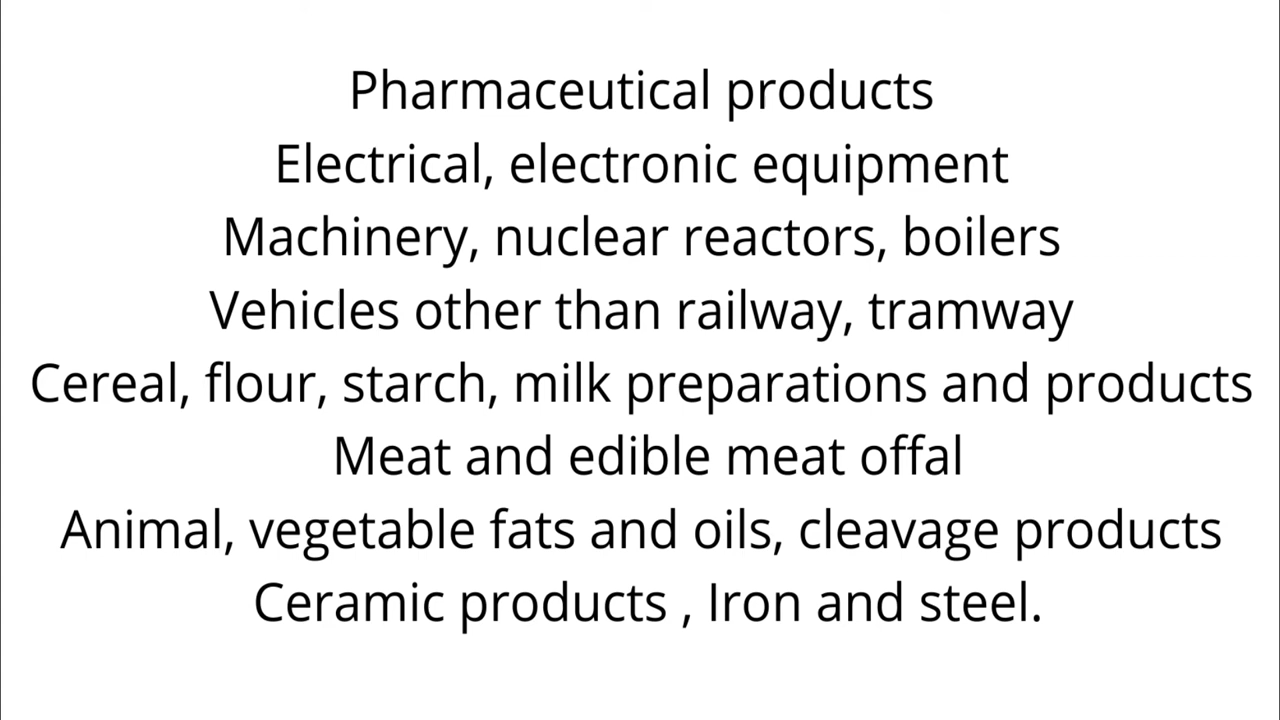 Pharmaceutical products
Electrical, electronic equipment
Machinery, nuclear reactors, boilers
Vehicles other than railway, tramway
Cereal, flour, starch, milk preparations and products
Meat and edible meat offal
Animal, vegetable fats and oils, cleavage products
Ceramic products , Iron and steel.